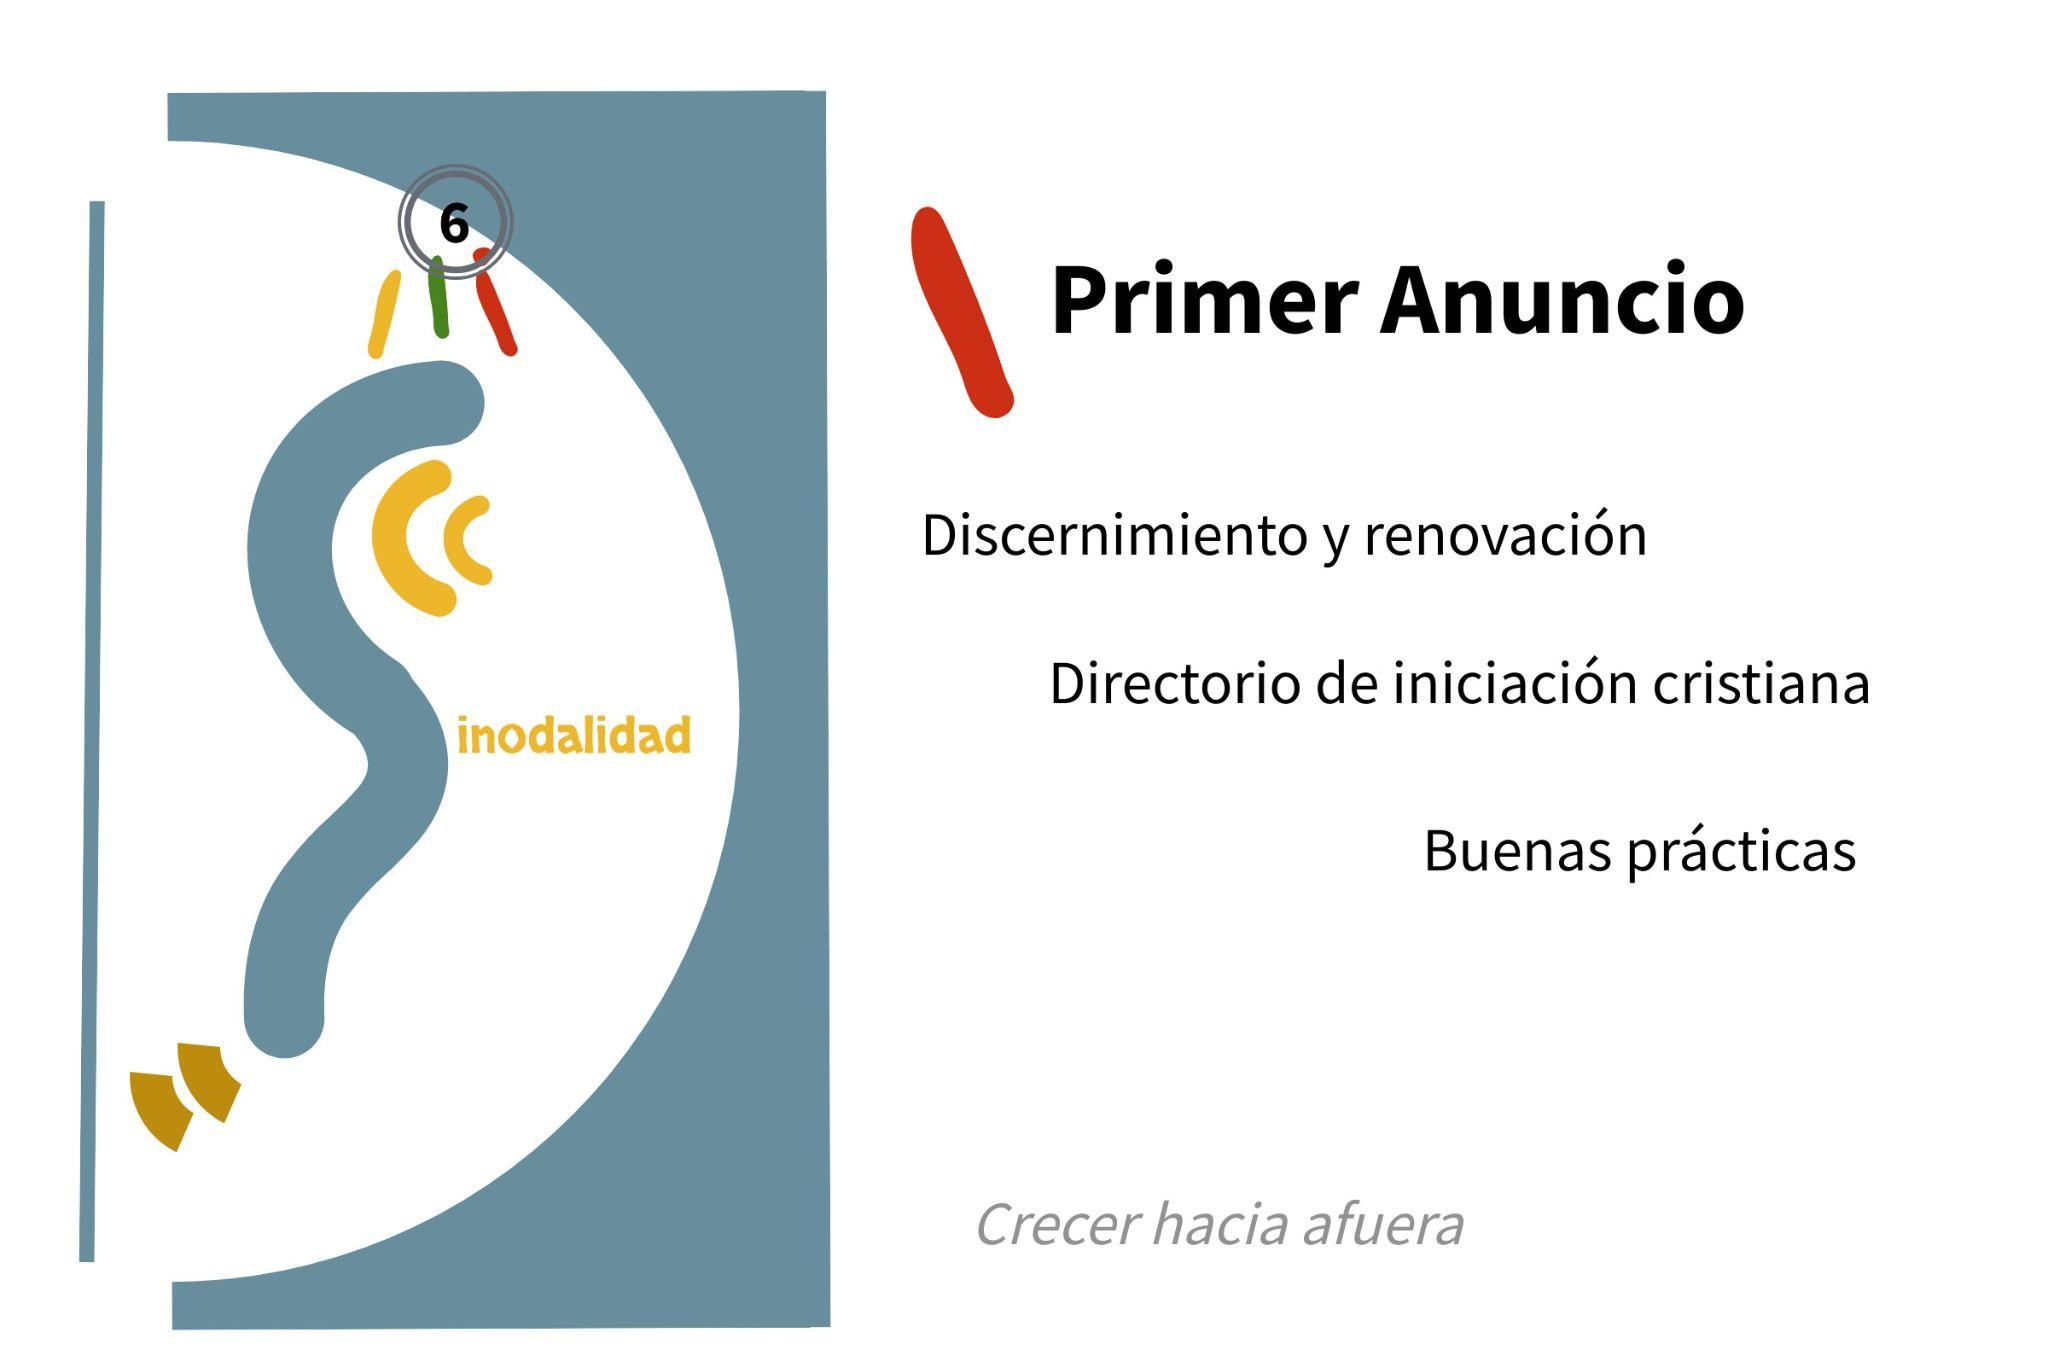 6
inodalidad
Primer Anuncio
Discernimiento y renovación
Directorio de iniciación cristiana
Buenas prácticas
Crecer hacia afuera